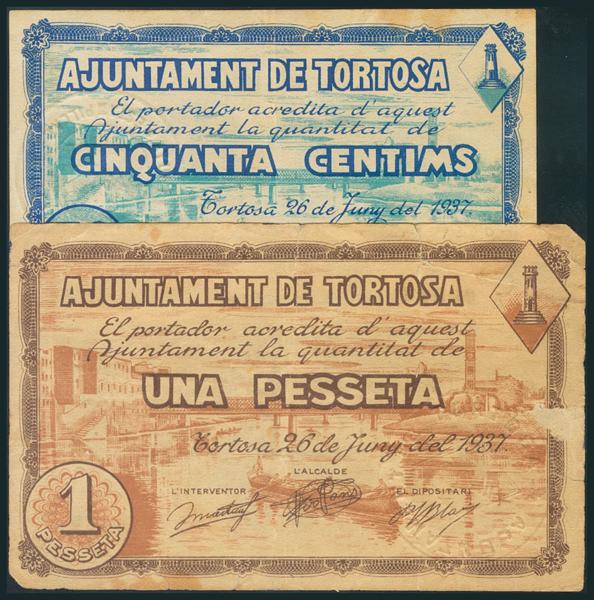 AJUNTAMENT DE TORTOSA
El portador acredita d'aquest
Ajuntament la quantitat de
CINQUANTA CENTIMS
Tortosa 26 de Juny del 1937.
AJUNTAMENT DE TORTOSA
El portador acredita d'aquest
Ajuntament la quantitat de
UNA PESSETA
Tortosa 26 de Juny del 1937.
L'ALCALDE
L'INTERVENTOR
EL DIPOSITARI
1
PESSETA